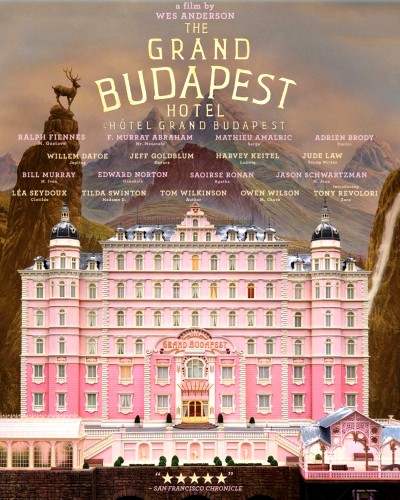 a film by
WES ANDERSON
THE
GRAND
BUDAPEST
HOTEL
L'HÔTEL GRAND BUDAPEST
RALPH FIENNES F. MURRAY ABRAHAM MATHIEU AMALRIC ADRIEN BRODY
M. Gustave Mr. Moustafa Serge Dmitri
WILLEM DAFOE JEFF GOLDBLUM HARVEY KEITEL JUDE LAW
Jopling Kovacs Ludwig Young Writer
BILL MURRAY EDWARD NORTON SAOIRSE RONAN JASON SCHWARTZMAN
M. Ivan Henckels Agatha M. Jean
introducing
LÉA SEYDOUX TILDA SWINTON TOM WILKINSON OWEN WILSON TONY REVOLORI
Clotilde Madame D. Author M. Chuck Zero
GRAND BUDAPEST
“★★★★★”
– SAN FRANCISCO CHRONICLE